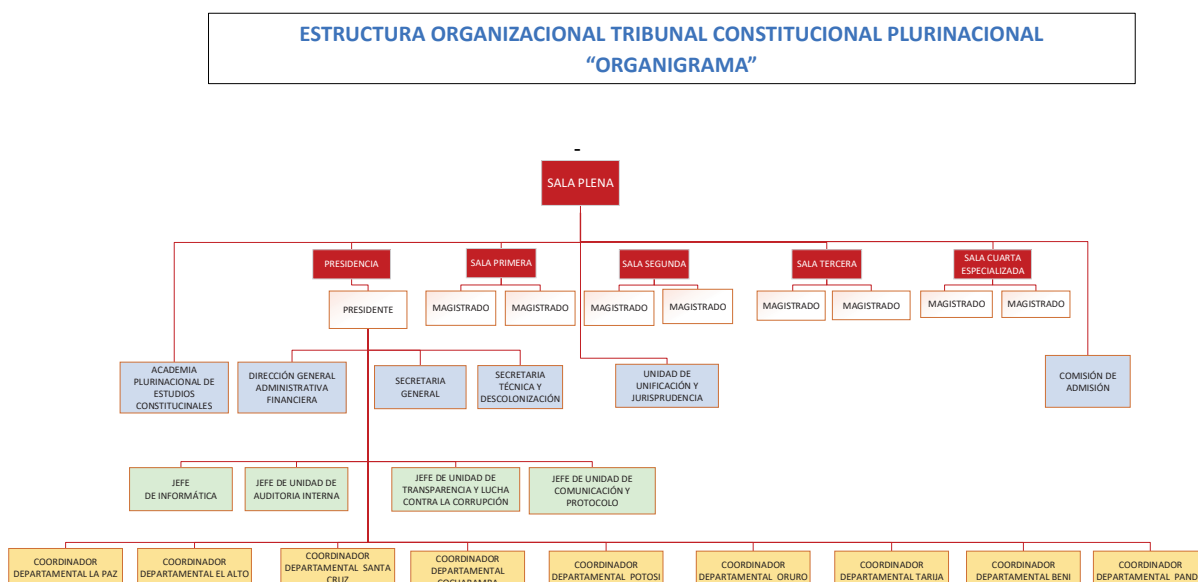 ESTRUCTURA ORGANIZACIONAL TRIBUNAL CONSTITUCIONAL PLURINACIONAL
“ORGANIGRAMA”
-
SALA PLENA
PRESIDENCIA
SALA PRIMERA
SALA SEGUNDA
SALA TERCERA
SALA CUARTA
ESPECIALIZADA
PRESIDENTE
MAGISTRADO
MAGISTRADO
MAGISTRADO
MAGISTRADO
MAGISTRADO
MAGISTRADO
MAGISTRADO
MAGISTRADO
ACADEMIA
PLURINACIONAL DE
ESTUDIOS
CONSTITUCINALES
DIRECCIÓN GENERAL
ADMINISTRATIVA
FINANCIERA
SECRETARIA
GENERAL
SECRETARIA
TÉCNICA Y
DESCOLONIZACIÓN
UNIDAD DE
UNIFICACIÓN Y
JURISPRUDENCIA
COMISIÓN DE
ADMISIÓN
JEFE
DE INFORMÁTICA
JEFE DE UNIDAD DE
AUDITORIA INTERNA
JEFE DE UNIDAD DE
TRANSPARENCIA Y LUCHA
CONTRA LA CORRUPCIÓN
JEFE DE UNIDAD DE
COMUNICACIÓN Y
PROTOCOLO
COORDINADOR
DEPARTAMENTAL LA PAZ
COORDINADOR
DEPARTAMENTAL EL ALTO
COORDINADOR
DEPARTAMENTAL SANTA
CRUZ
COORDINADOR
DEPARTAMENTAL
COCHABAMBA
COORDINADOR
DEPARTAMENTAL POTOSI
COORDINADOR
DEPARTAMENTAL ORURO
COORDINADOR
DEPARTAMENTAL TARIJA
COORDINADOR
DEPARTAMENTAL BENI
COORDINADOR
DEPARTAMENTAL